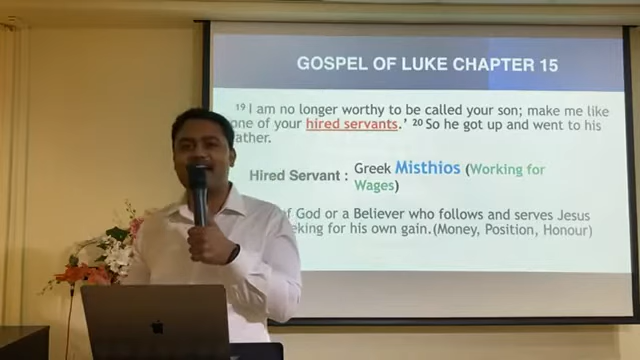 GOSPEL OF LUKE CHAPTER 15
19 I am no longer worthy to be called your son; make me like
one of your hired servants.' 20 So he got up and went to his
father.
Hired Servant : Greek Misthios (Working for
Wages)
of God or a Believer who follows and serves Jesus
for his own gain.(Money, Position, Honour)